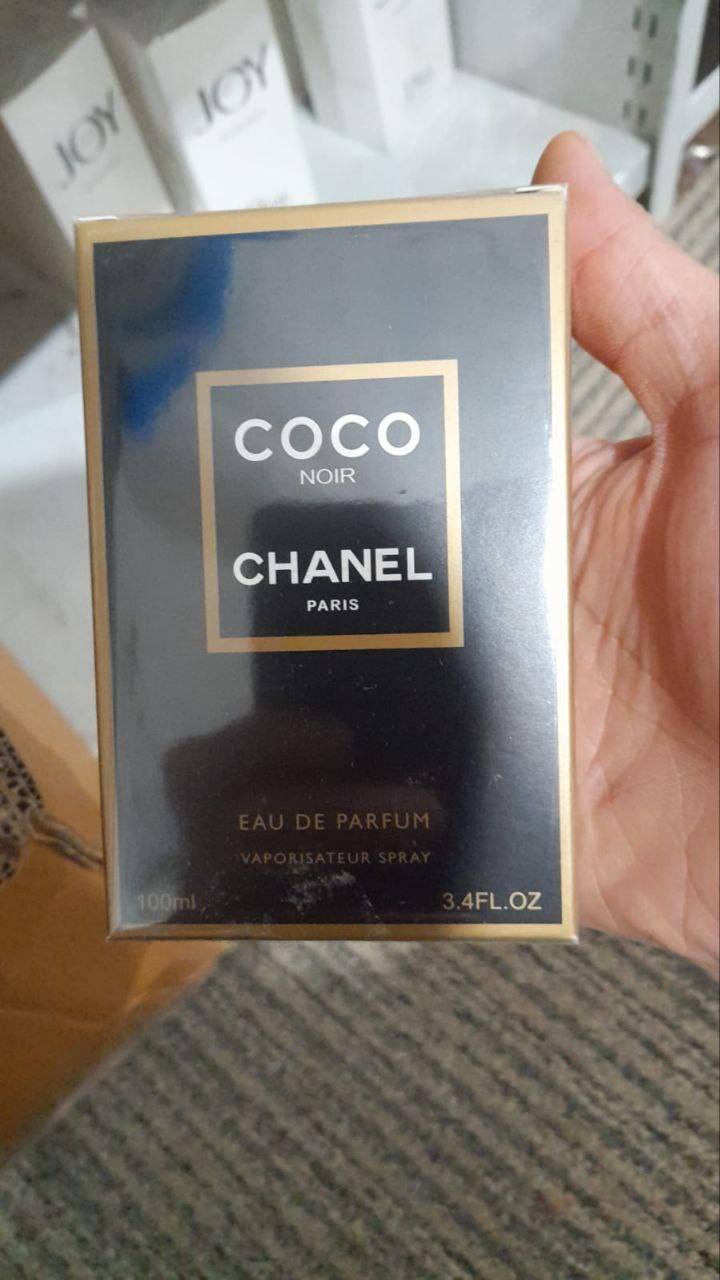 JOY
JOY
COCO
NOIR
CHANEL
PARIS
EAU DE PARFUM
VAPORISATEUR SPRAY
100ml
3.4FL.OZ